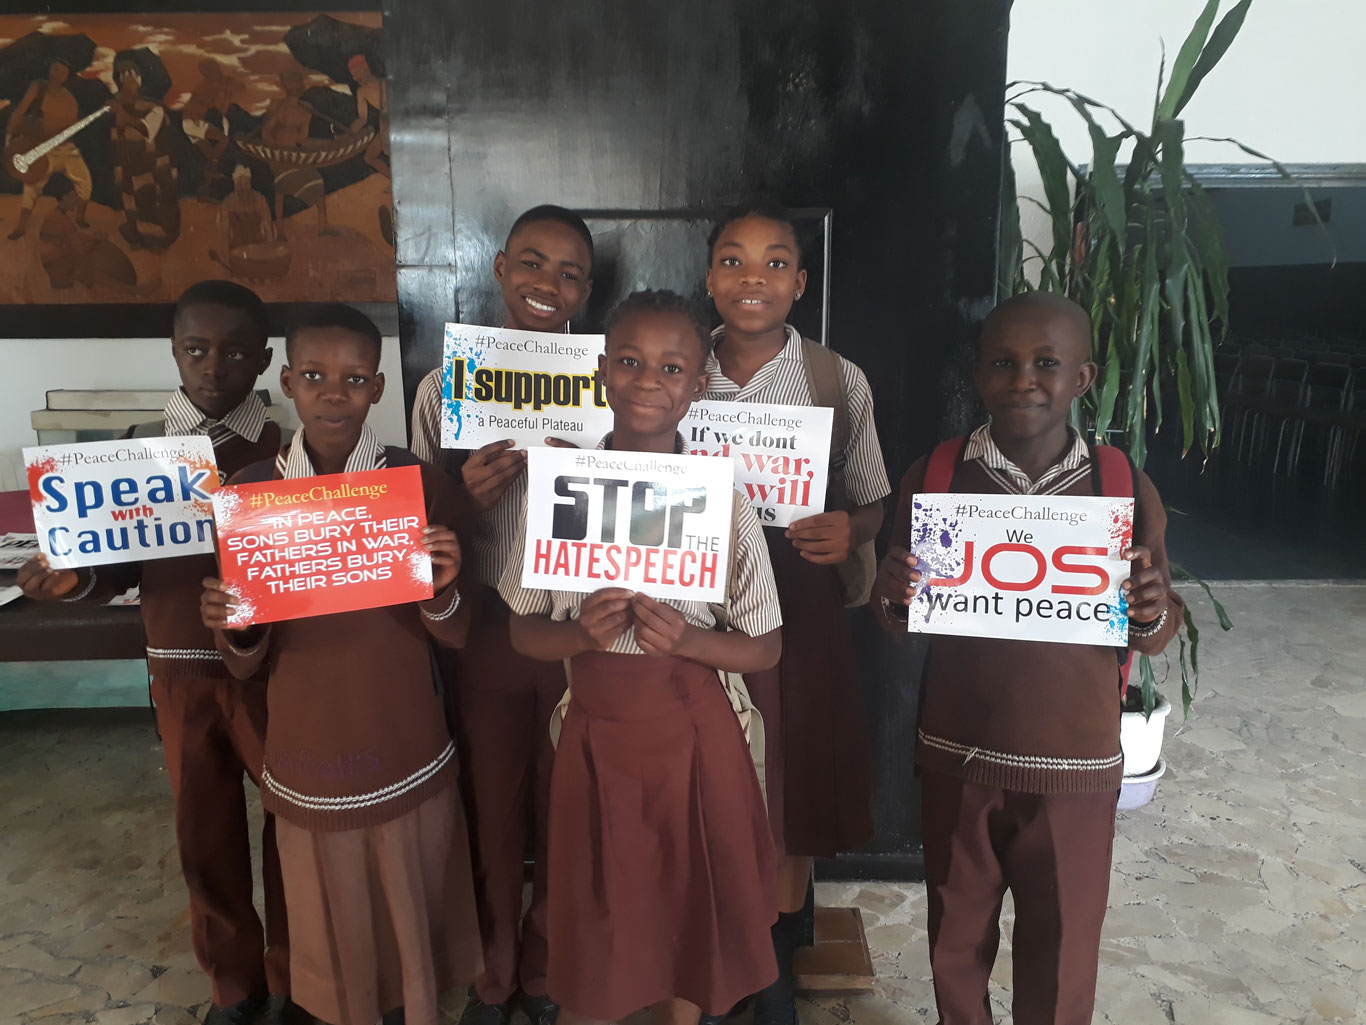 #PeaceChallenge
Speak
with
Caution
#PeaceChallenge
IN PEACE,
SONS BURY THEIR
FATHERS IN WAR,
FATHERS BURY
THEIR SONS
#PeaceChallenge
I support
a Peaceful Plateau
#PeaceChallenge
STOP
THE
HATESPEECH
#PeaceChallenge
If we dont
war,
will
us
#PeaceChallenge
We
JOS
want peace